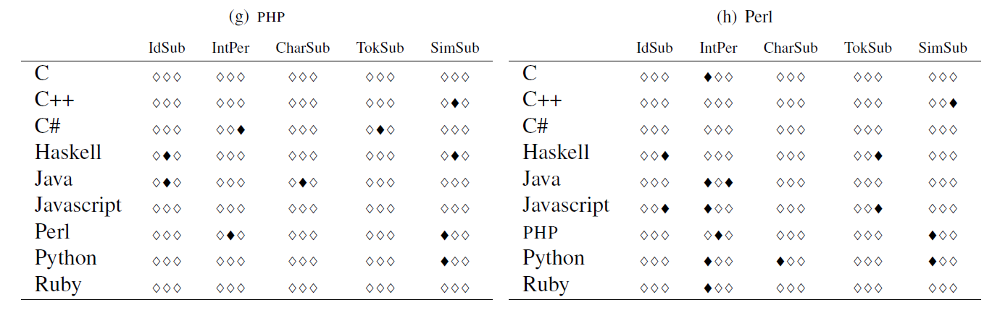 (g) PHP
IdSub IntPer CharSub TokSub SimSub
C ◇◇◇ ◇◇◇ ◇◇◇ ◇◇◇ ◇◇◇
C++ ◇◇◇ ◇◇◇ ◇◇◇ ◇◇◇ ◇◆◇
C# ◇◇◇ ◇◇◆ ◇◇◇ ◇◆◇ ◇◇◇
Haskell ◇◆◇ ◇◇◇ ◇◇◇ ◇◇◇ ◇◆◇
Java ◇◆◇ ◇◇◇ ◇◆◇ ◇◇◇ ◇◇◇
Javascript ◇◇◇ ◇◇◇ ◇◇◇ ◇◇◇ ◇◇◇
Perl ◇◇◇ ◇◆◇ ◇◇◇ ◇◇◇ ◆◇◇
Python ◇◇◇ ◇◇◇ ◇◇◇ ◇◇◇ ◆◇◇
Ruby ◇◇◇ ◇◇◇ ◇◇◇ ◇◇◇ ◇◇◇
(h) Perl
IdSub IntPer CharSub TokSub SimSub
C ◇◇◇ ◆◇◇ ◇◇◇ ◇◇◇ ◇◇◇
C++ ◇◇◇ ◇◇◇ ◇◇◇ ◇◇◇ ◇◇◆
C# ◇◇◇ ◇◇◇ ◇◇◇ ◇◇◇ ◇◇◇
Haskell ◇◇◆ ◇◇◇ ◇◇◇ ◇◇◆ ◇◇◇
Java ◇◇◇ ◆◇◆ ◇◇◇ ◇◇◇ ◇◇◇
Javascript ◇◇◆ ◆◇◇ ◇◇◇ ◇◇◆ ◇◇◇
PHP ◇◇◇ ◇◆◇ ◇◇◇ ◇◇◇ ◆◇◇
Python ◇◇◇ ◆◇◇ ◆◇◇ ◇◇◇ ◆◇◇
Ruby ◇◇◇ ◆◇◇ ◇◇◇ ◇◇◇ ◇◇◇